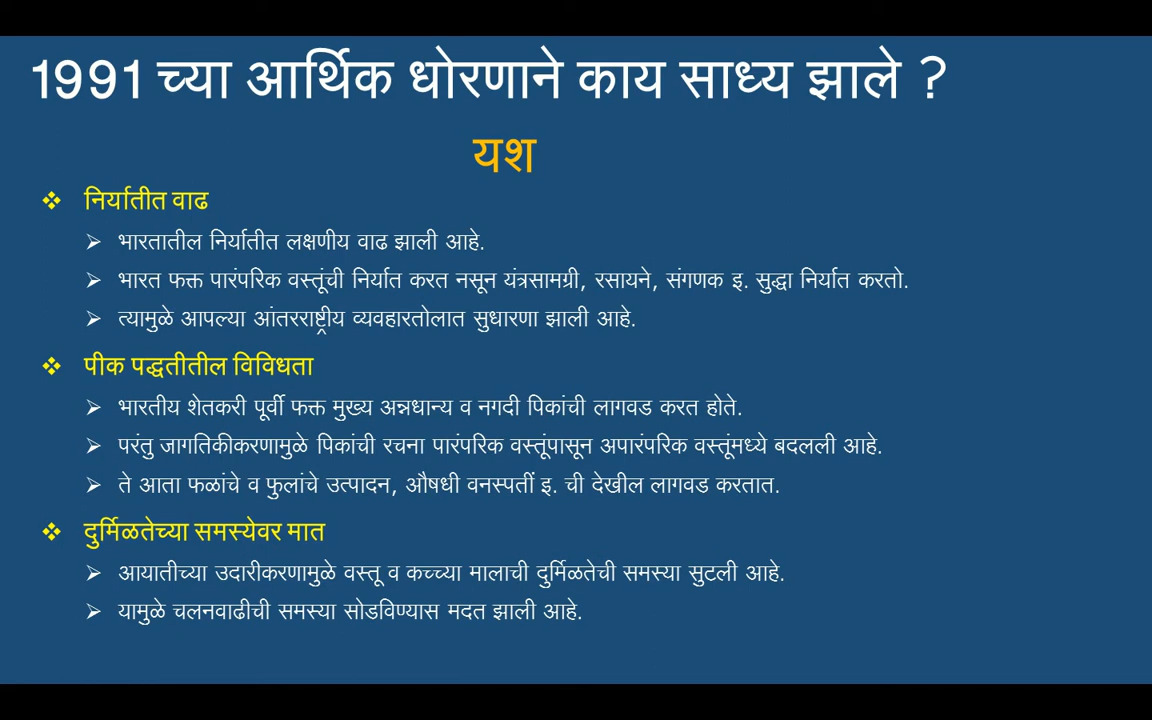 1991 च्या आर्थिक धोरणाने काय साध्य झाले ?
यश
❖ निर्यातीत वाढ
➢ भारतातील निर्यातीत लक्षणीय वाढ झाली आहे.
➢ भारत फक्त पारंपरिक वस्तूंची निर्यात करत नसून यंत्रसामग्री, रसायने, संगणक इ. सुद्धा निर्यात करतो.
➢ त्यामुळे आपल्या आंतरराष्ट्रीय व्यवहारतोलात सुधारणा झाली आहे.
❖ पीक पद्धतीतील विविधता
➢ भारतीय शेतकरी पूर्वी फक्त मुख्य अन्नधान्य व नगदी पिकांची लागवड करत होते.
➢ परंतु जागतिकीकरणामुळे पिकांची रचना पारंपरिक वस्तूंपासून अपारंपरिक वस्तूंमध्ये बदलली आहे.
➢ ते आता फळांचे व फुलांचे उत्पादन, औषधी वनस्पतीं इ. ची देखील लागवड करतात.
❖ दुर्मिळतेच्या समस्येवर मात
➢ आयातीच्या उदारीकरणामुळे वस्तू व कच्च्या मालाची दुर्मिळतेची समस्या सुटली आहे.
➢ यामुळे चलनवाढीची समस्या सोडविण्यास मदत झाली आहे.